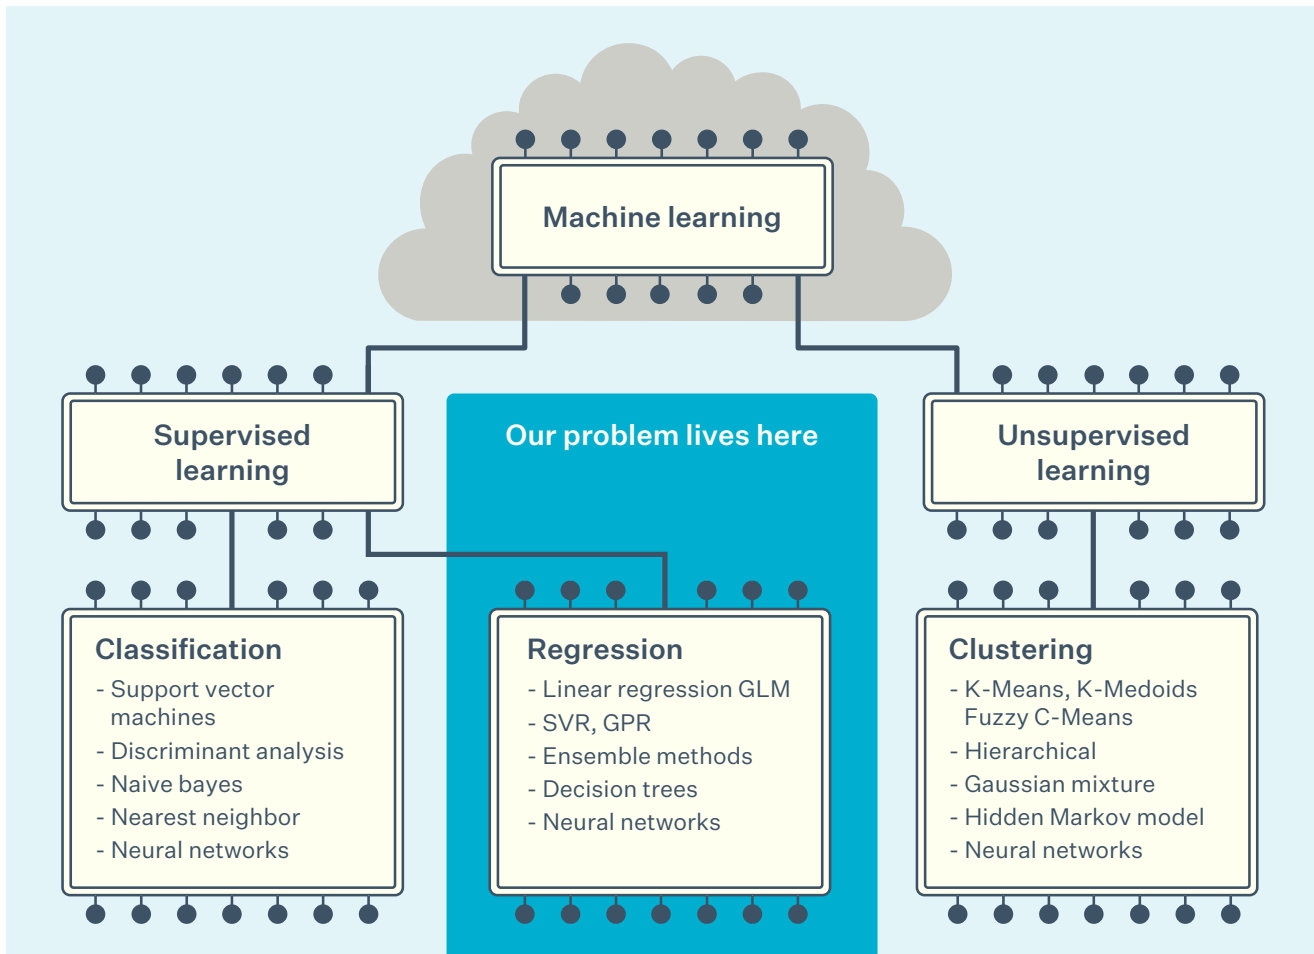 Machine learning
Supervised
learning
Our problem lives here
Unsupervised
learning
Classification
- Support vector
machines
- Discriminant analysis
- Naive bayes
- Nearest neighbor
- Neural networks
Regression
- Linear regression GLM
- SVR, GPR
- Ensemble methods
- Decision trees
- Neural networks
Clustering
- K-Means, K-Medoids
Fuzzy C-Means
- Hierarchical
- Gaussian mixture
- Hidden Markov model
- Neural networks